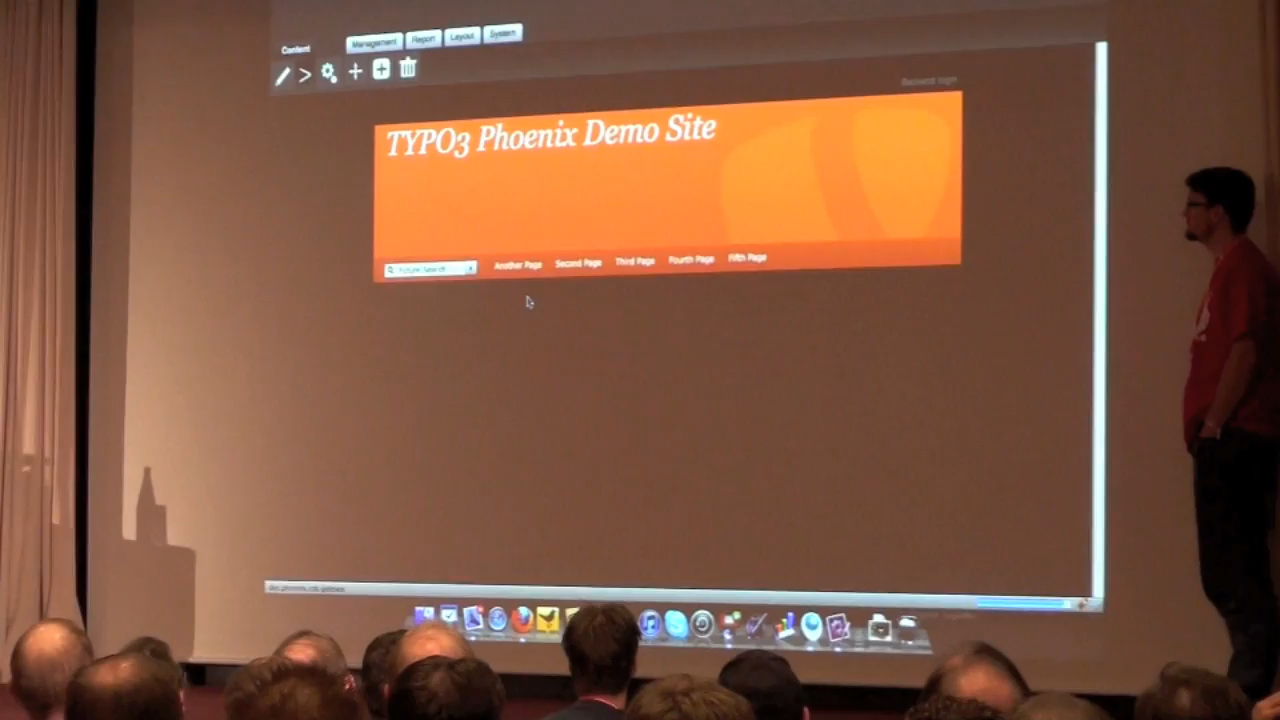 Content
Management Report Layout System
TYPO3 Phoenix Demo Site
Another Page Second Page Third Page Fourth Page Fifth Page